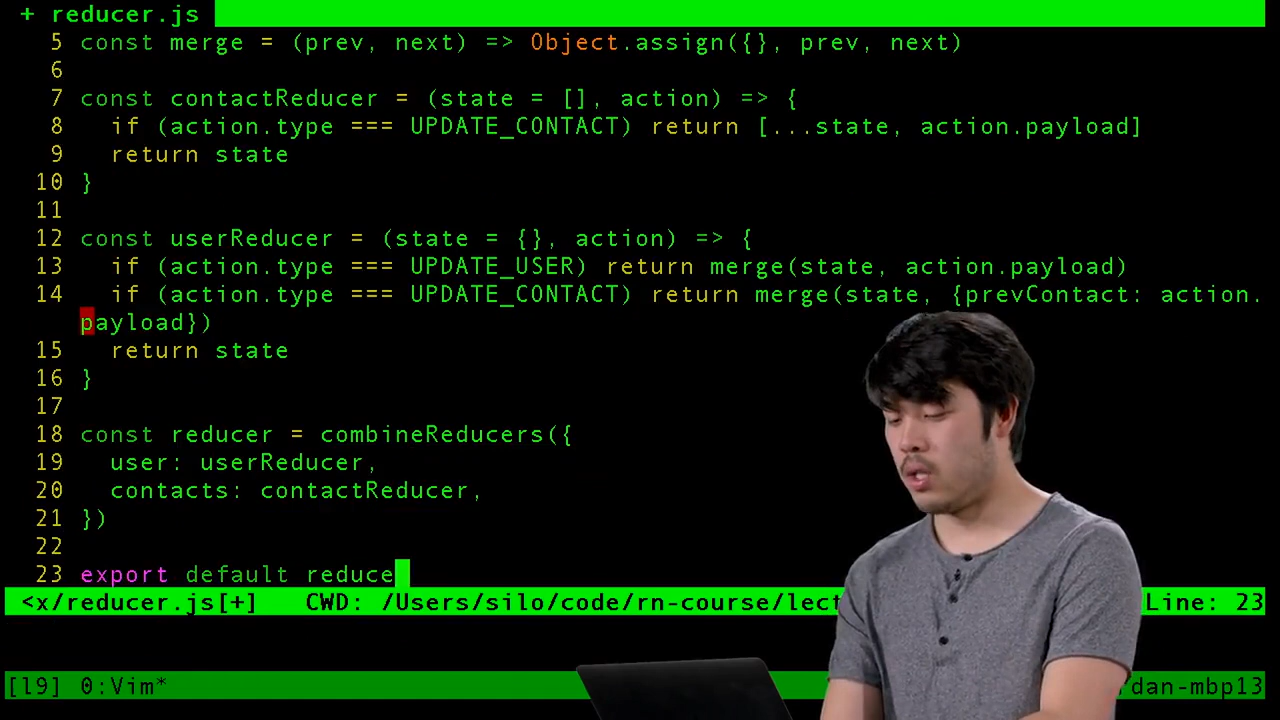 + reducer.js
5 const merge = (prev, next) => Object.assign({}, prev, next)
6
7 const contactReducer = (state = [], action) => {
8   if (action.type === UPDATE_CONTACT) return [...state, action.payload]
9   return state
10 }
11
12 const userReducer = (state = {}, action) => {
13   if (action.type === UPDATE_USER) return merge(state, action.payload)
14   if (action.type === UPDATE_CONTACT) return merge(state, {prevContact: action.
payload})
15   return state
16 }
17
18 const reducer = combineReducers({
19   user: userReducer,
20   contacts: contactReducer,
21 })
22
23 export default reduce
<x/reducer.js[+]   CWD: /Users/silo/code/rn-course/lect Line: 23
[l9] 0:Vim* dan-mbp13